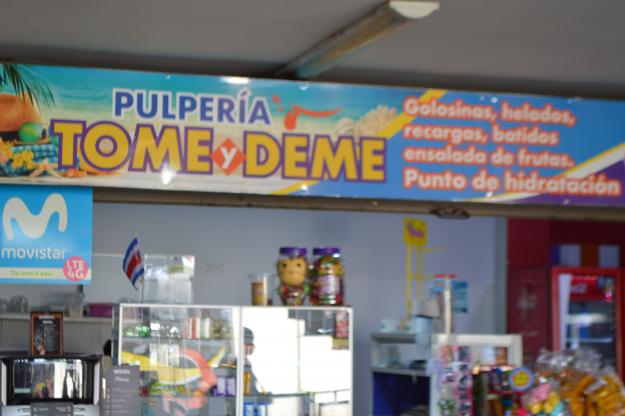 PULPERÍA
TOME y DEME
Golosinas, helados,
recargas, batidos
ensalada de frutas.
Punto de hidratación
movistar
De venta aquí
LTE
4G